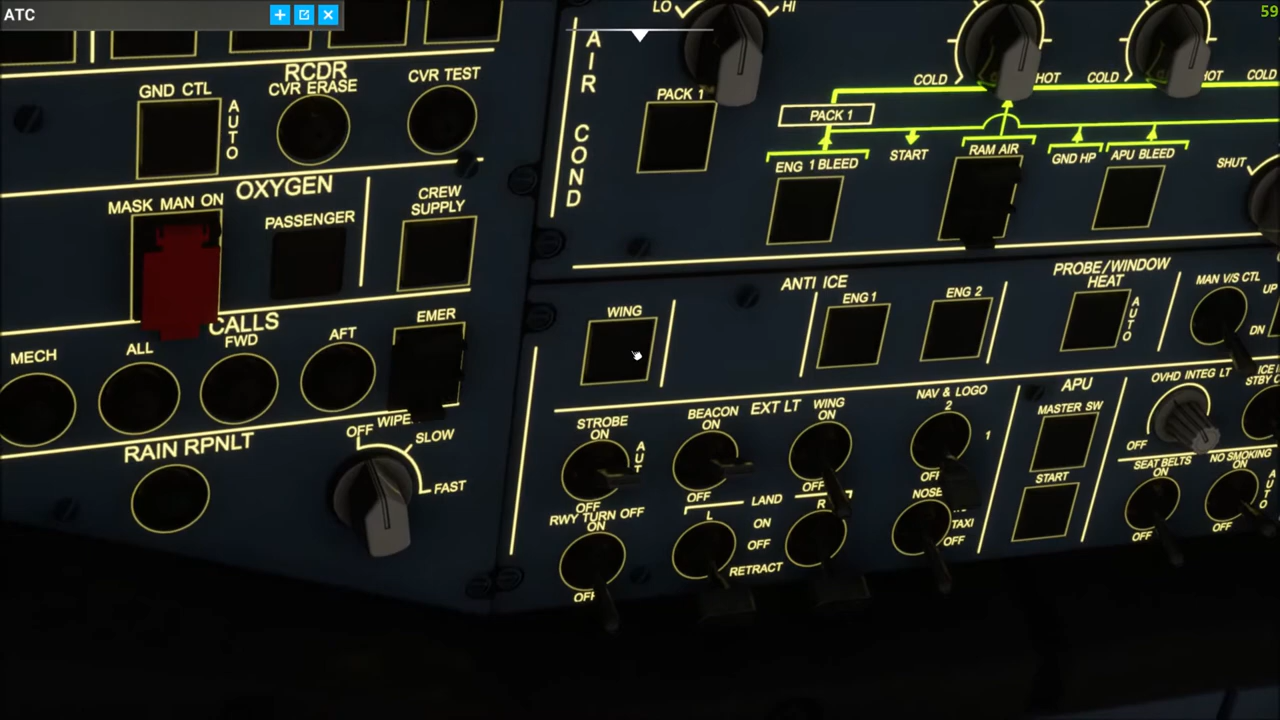 ATC
59
GND CTL
AUTO
RCDR
CVR ERASE
CVR TEST
MASK MAN ON
OXYGEN
PASSENGER
CREW
SUPPLY
MECH
ALL
CALLS
FWD
AFT
EMER
RAIN RPNLT
OFF
SLOW
FAST
AIR COND
LO
HI
PACK 1
COLD
HOT
COLD
HOT
COLD
PACK 1
ENG 1 BLEED
START
RAM AIR
GND HP
APU BLEED
SHUT
ANTI ICE
WING
ENG 1
ENG 2
PROBE/WINDOW
HEAT
AUTO
MAN V/S CTL
UP
DN
EXT LT
STROBE
ON
OFF
BEACON
ON
OFF
WING
ON
OFF
NAV & LOGO
2
1
RWY TURN OFF
ON
LAND
L
R
ON
OFF
RETRACT
NOSE
TAXI
OFF
APU
MASTER SW
START
OVHD INTEG LT
OFF
SEAT BELTS
ON
OFF
NO SMOKING
ON
AUTO
OFF